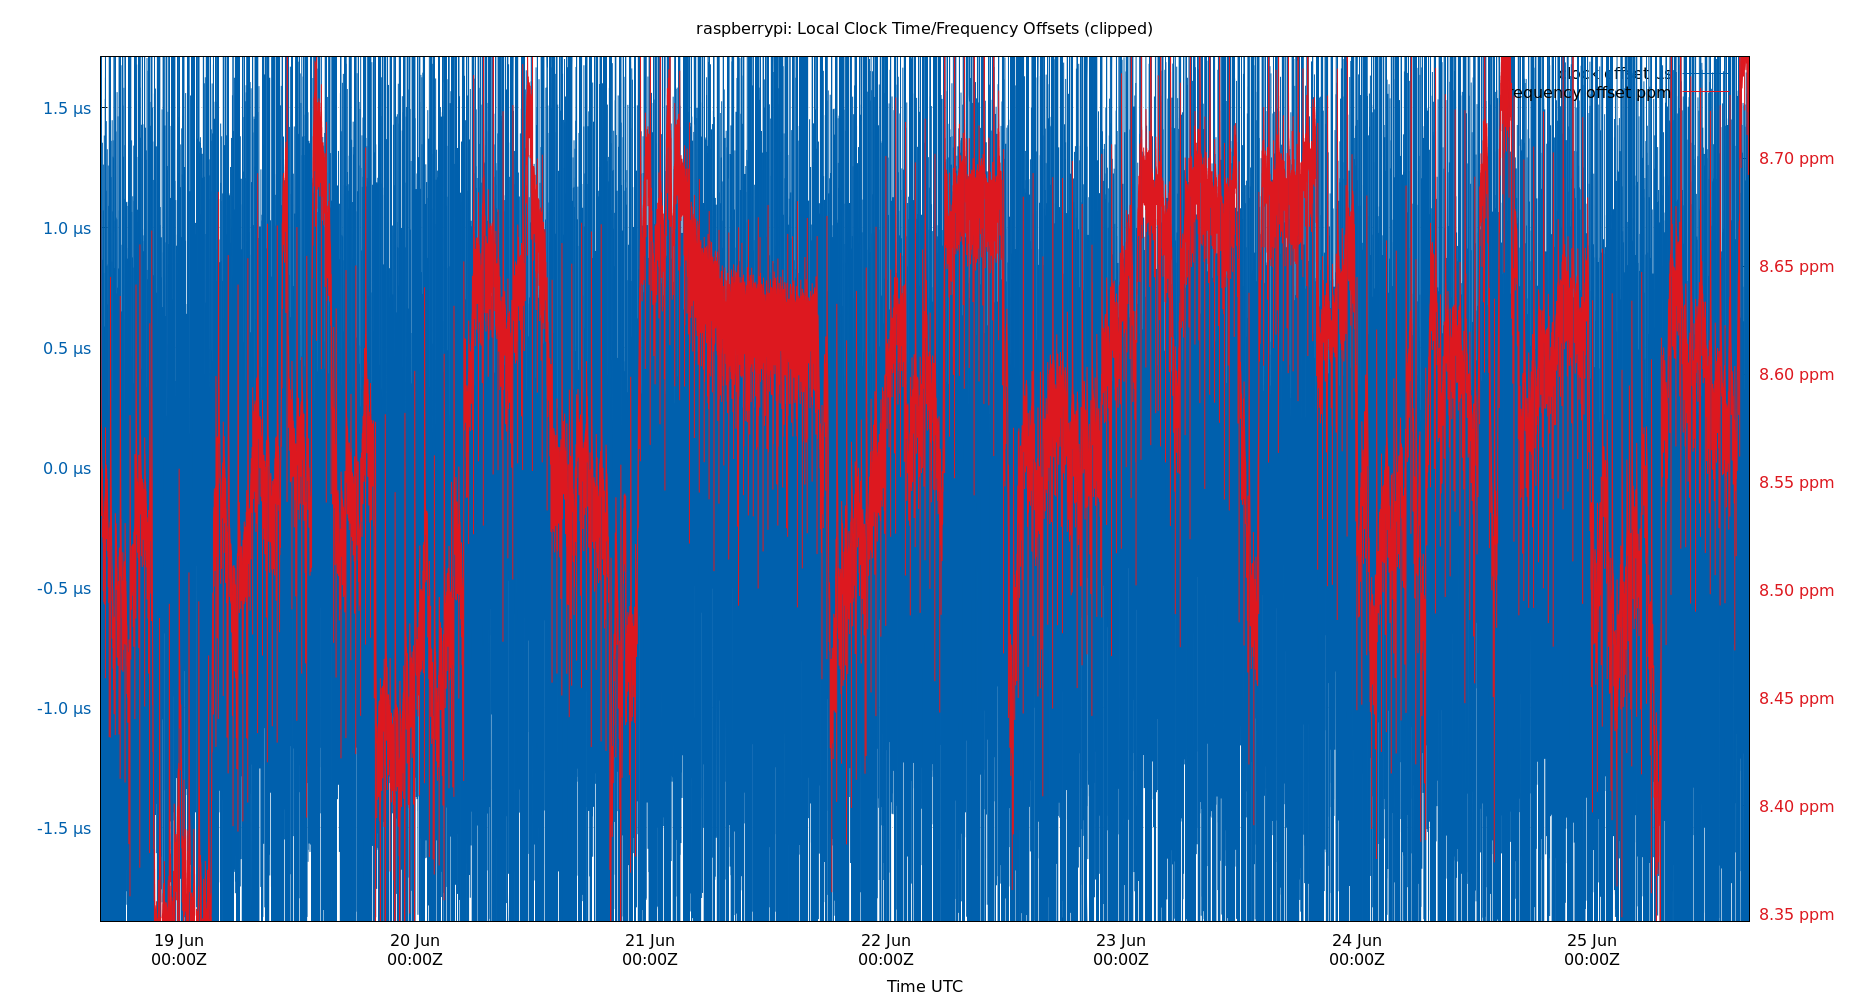 raspberrypi: Local Clock Time/Frequency Offsets (clipped)
clock offset µs
requency offset ppm
1.5 µs
1.0 µs
0.5 µs
0.0 µs
-0.5 µs
-1.0 µs
-1.5 µs
8.70 ppm
8.65 ppm
8.60 ppm
8.55 ppm
8.50 ppm
8.45 ppm
8.40 ppm
8.35 ppm
19 Jun
00:00Z
20 Jun
00:00Z
21 Jun
00:00Z
22 Jun
00:00Z
23 Jun
00:00Z
24 Jun
00:00Z
25 Jun
00:00Z
Time UTC